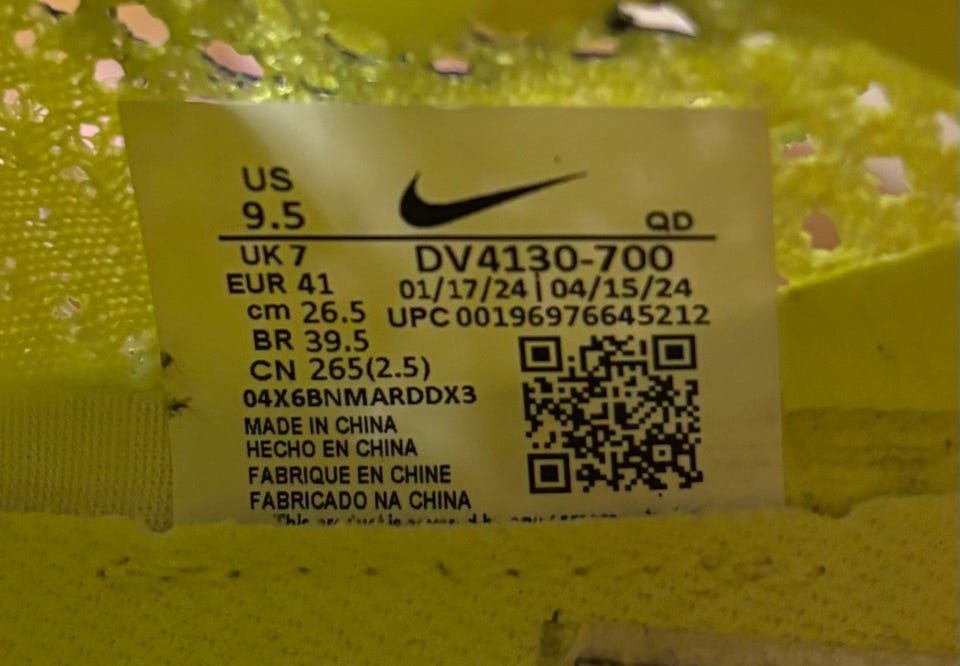 US
9.5
QD
UK 7
DV4130-700
EUR 41
01/17/24 | 04/15/24
cm 26.5
UPC 00196976645212
BR 39.5
CN 265(2.5)
04X6BNMARDDX3
MADE IN CHINA
HECHO EN CHINA
FABRIQUE EN CHINE
FABRICADO NA CHINA
This